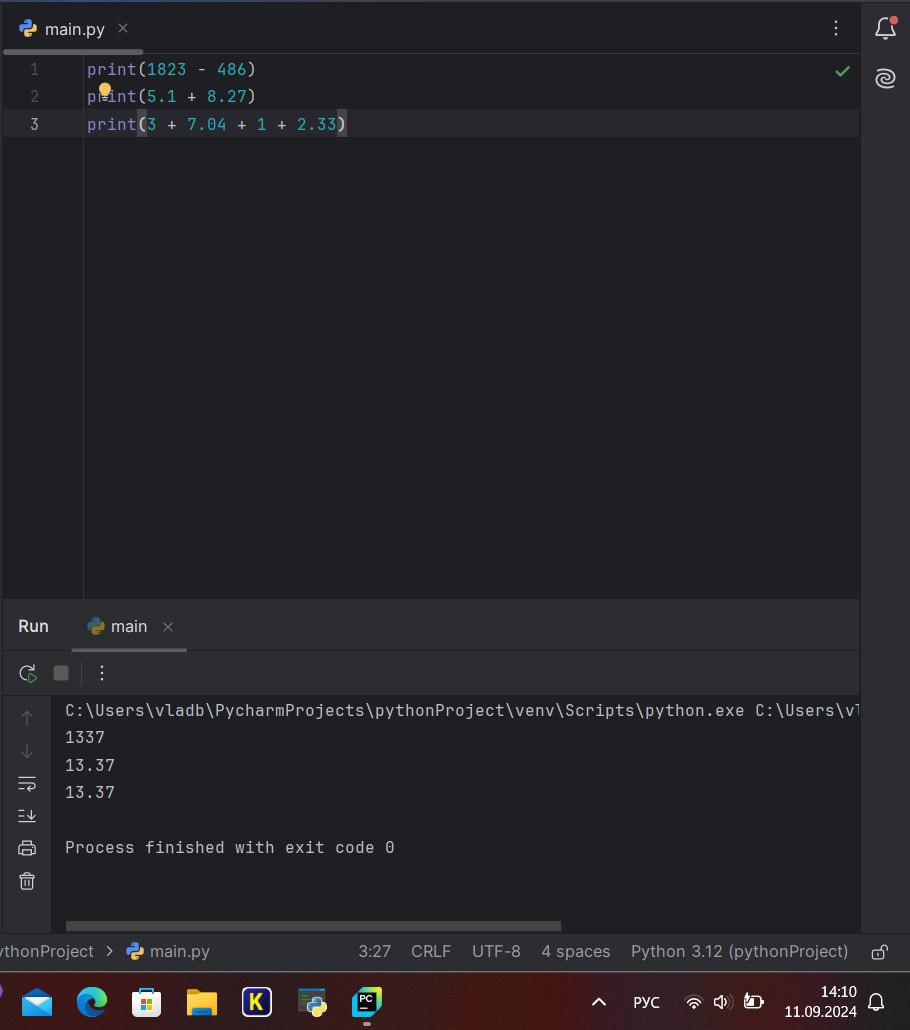 main.py
1 print(1823 - 486)
2 print(5.1 + 8.27)
3 print(3 + 7.04 + 1 + 2.33)
Run main
C:\Users\vladb\PycharmProjects\pythonProject\venv\Scripts\python.exe C:\Users\vl
1337
13.37
13.37
Process finished with exit code 0
ythonProject > main.py 3:27 CRLF UTF-8 4 spaces Python 3.12 (pythonProject)
K PC РУС 14:10
11.09.2024